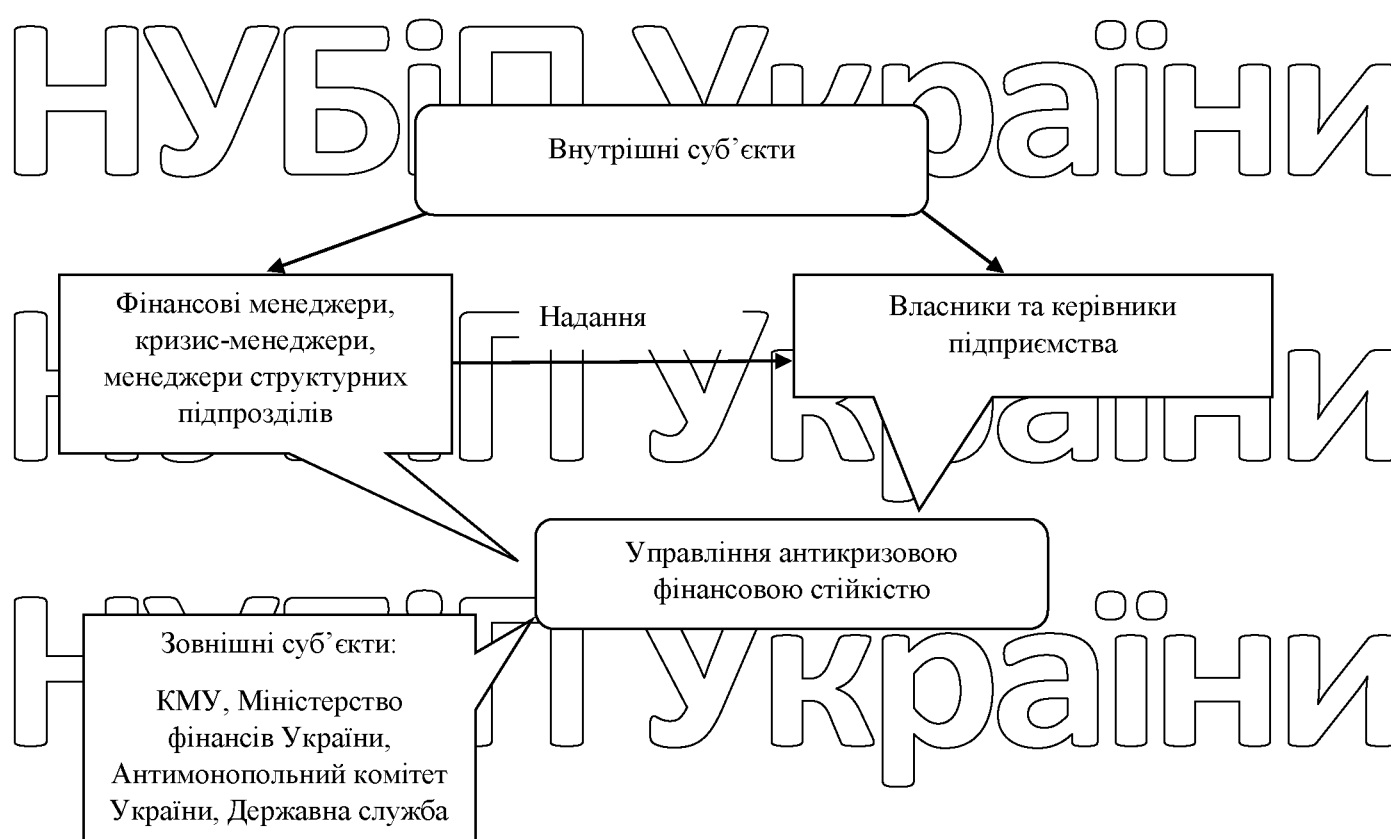 НУБіП України
Внутрішні суб’єкти
Фінансові менеджери,
кризис-менеджери,
менеджери структурних
підпрозділів
Надання
Власники та керівники
підприємства
НУБіП України
Управління антикризовою
фінансовою стійкістю
НУБіП України
Зовнішні суб’єкти:
КМУ, Міністерство
фінансів України,
Антимонопольний комітет
України, Державна служба